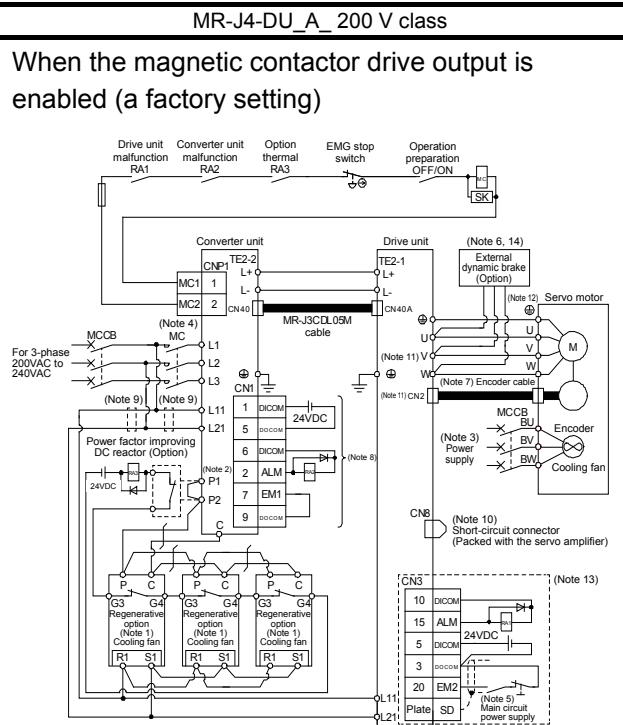 MR-J4-DU_A_ 200 V class
When the magnetic contactor drive output is
enabled (a factory setting)
Drive unit
malfunction
RA1
Converter unit
malfunction
RA2
Option
thermal
RA3
EMG stop
switch
Operation
preparation
OFF/ON
MC
SK
Converter unit
Drive unit
(Note 6, 14)
External
dynamic brake
(Option)
CNP1
TE2-2
L+
L-
TE2-1
L+
L-
MC1 1
MC2 2
CN40
CN40A
MR-J3CDL05M
cable
(Note 12)
Servo motor
(Note 4)
MCCB
MC
For 3-phase
200VAC to
240VAC
L1
L2
L3
U
V
W
(Note 11)
U
V
W
M
(Note 7) Encoder cable
(Note 11) CN2
(Note 9)
(Note 9)
L11
L21
CN1
1 DICOM
5 DOCOM
24VDC
6 DICOM
2 ALM
RA2
7 EM1
9 DOCOM
(Note 8)
Power factor improving
DC reactor (Option)
24VDC
RA3
(Note 2)
P1
P2
C
MCCB
(Note 3)
Power
supply
BU
BV
BW
Encoder
Cooling fan
CN8
(Note 10)
Short-circuit connector
(Packed with the servo amplifier)
P C
G3 G4
Regenerative
option
(Note 1)
Cooling fan
R1 S1
P C
G3 G4
Regenerative
option
(Note 1)
Cooling fan
R1 S1
P C
G3 G4
Regenerative
option
(Note 1)
Cooling fan
R1 S1
CN3
(Note 13)
10 DICOM
15 ALM
RA1
5 DICOM
24VDC
3 DOCOM
20 EM2
Plate SD
(Note 5)
Main circuit
power supply
L11
L21